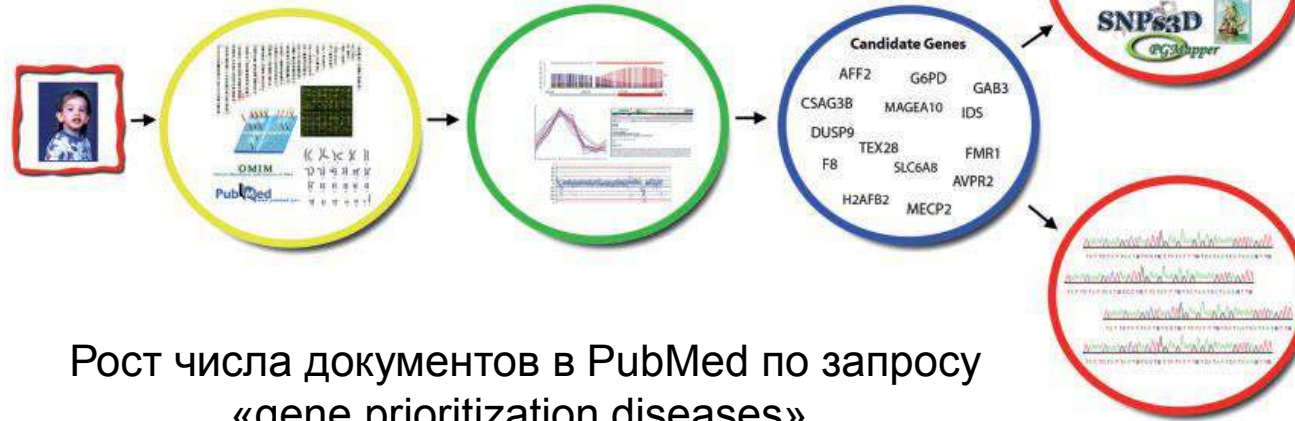 SNPs3D
PGMapper
Candidate Genes
AFF2 G6PD GAB3
CSAG3B MAGEA10 IDS
DUSP9 TEX28 FMR1
F8 SLC6A8 AVPR2
H2AFB2 MECP2
OMIM
PubMed
Рост числа документов в PubMed по запросу
«gene prioritization diseases»